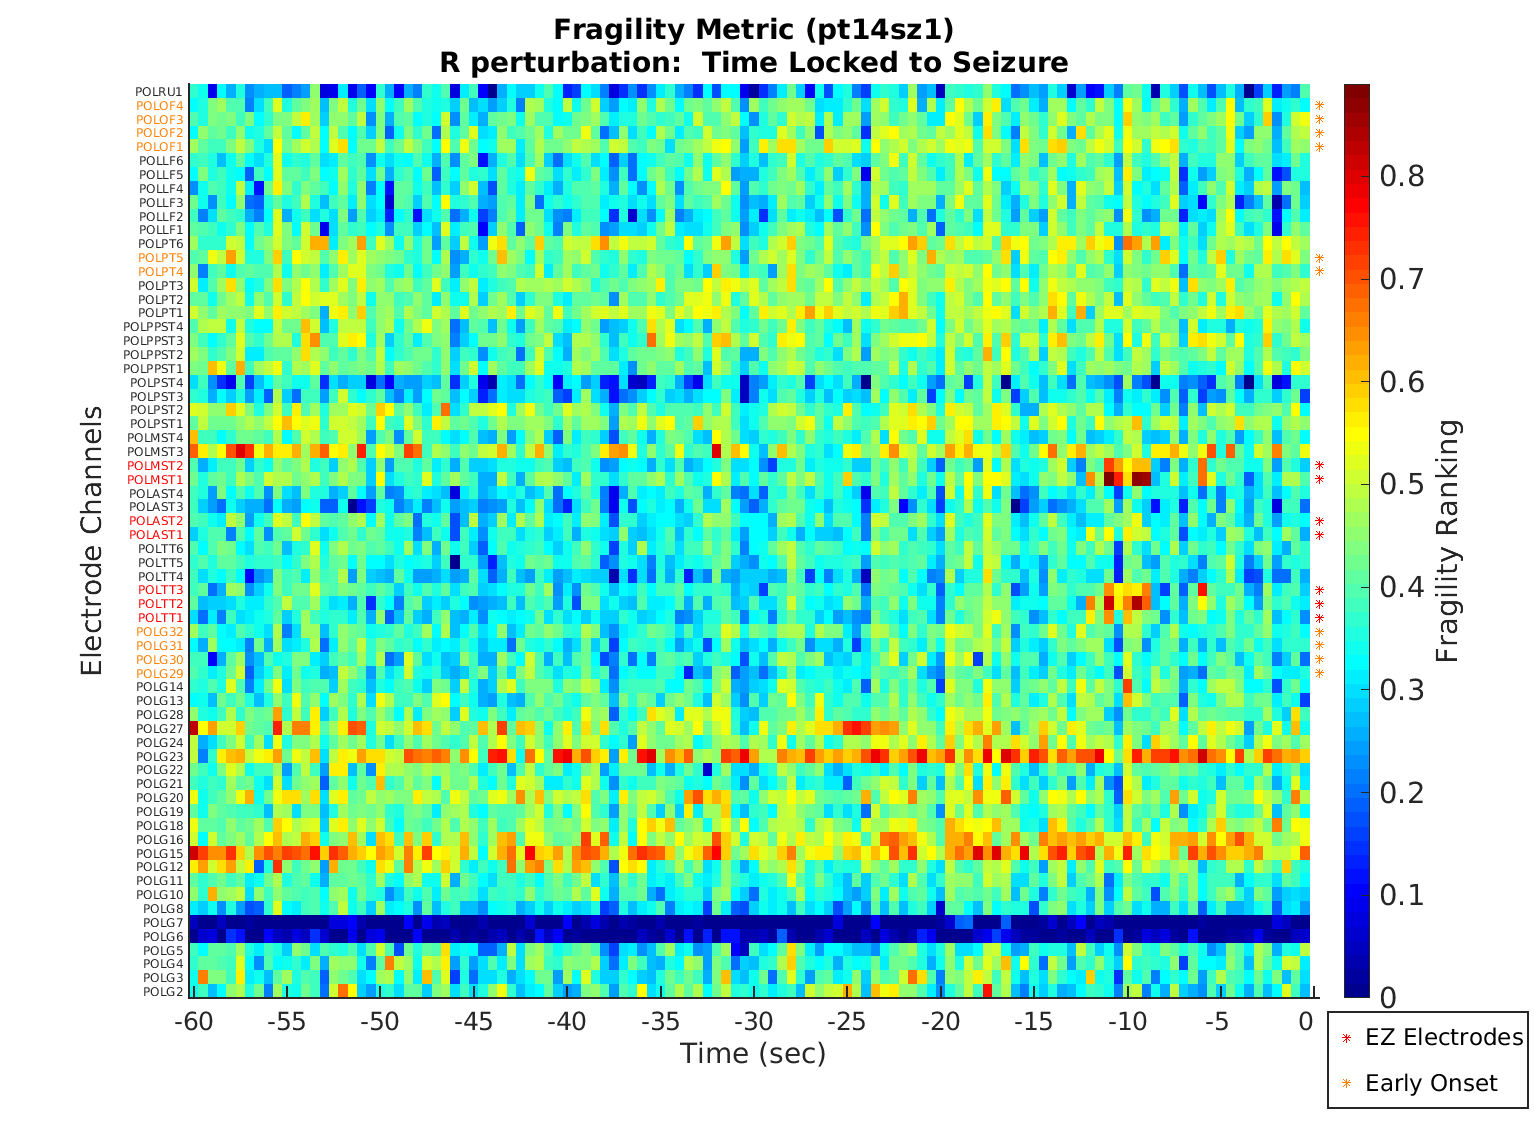 Fragility Metric (pt14sz1)
R perturbation:  Time Locked to Seizure
Electrode Channels
POLRU1
POLOF4
POLOF3
POLOF2
POLOF1
POLLF6
POLLF5
POLLF4
POLLF3
POLLF2
POLLF1
POLPT6
POLPT5
POLPT4
POLPT3
POLPT2
POLPT1
POLPPST4
POLPPST3
POLPPST2
POLPPST1
POLPST4
POLPST3
POLPST2
POLPST1
POLMST4
POLMST3
POLMST2
POLMST1
POLAST4
POLAST3
POLAST2
POLAST1
POLTT6
POLTT5
POLTT4
POLTT3
POLTT2
POLTT1
POLG32
POLG31
POLG30
POLG29
POLG14
POLG13
POLG28
POLG27
POLG24
POLG23
POLG22
POLG21
POLG20
POLG19
POLG18
POLG16
POLG15
POLG12
POLG11
POLG10
POLG8
POLG7
POLG6
POLG5
POLG4
POLG3
POLG2
-60 -55 -50 -45 -40 -35 -30 -25 -20 -15 -10 -5 0
Time (sec)
0.8
0.7
0.6
0.5
0.4
0.3
0.2
0.1
0
Fragility Ranking
EZ Electrodes
Early Onset